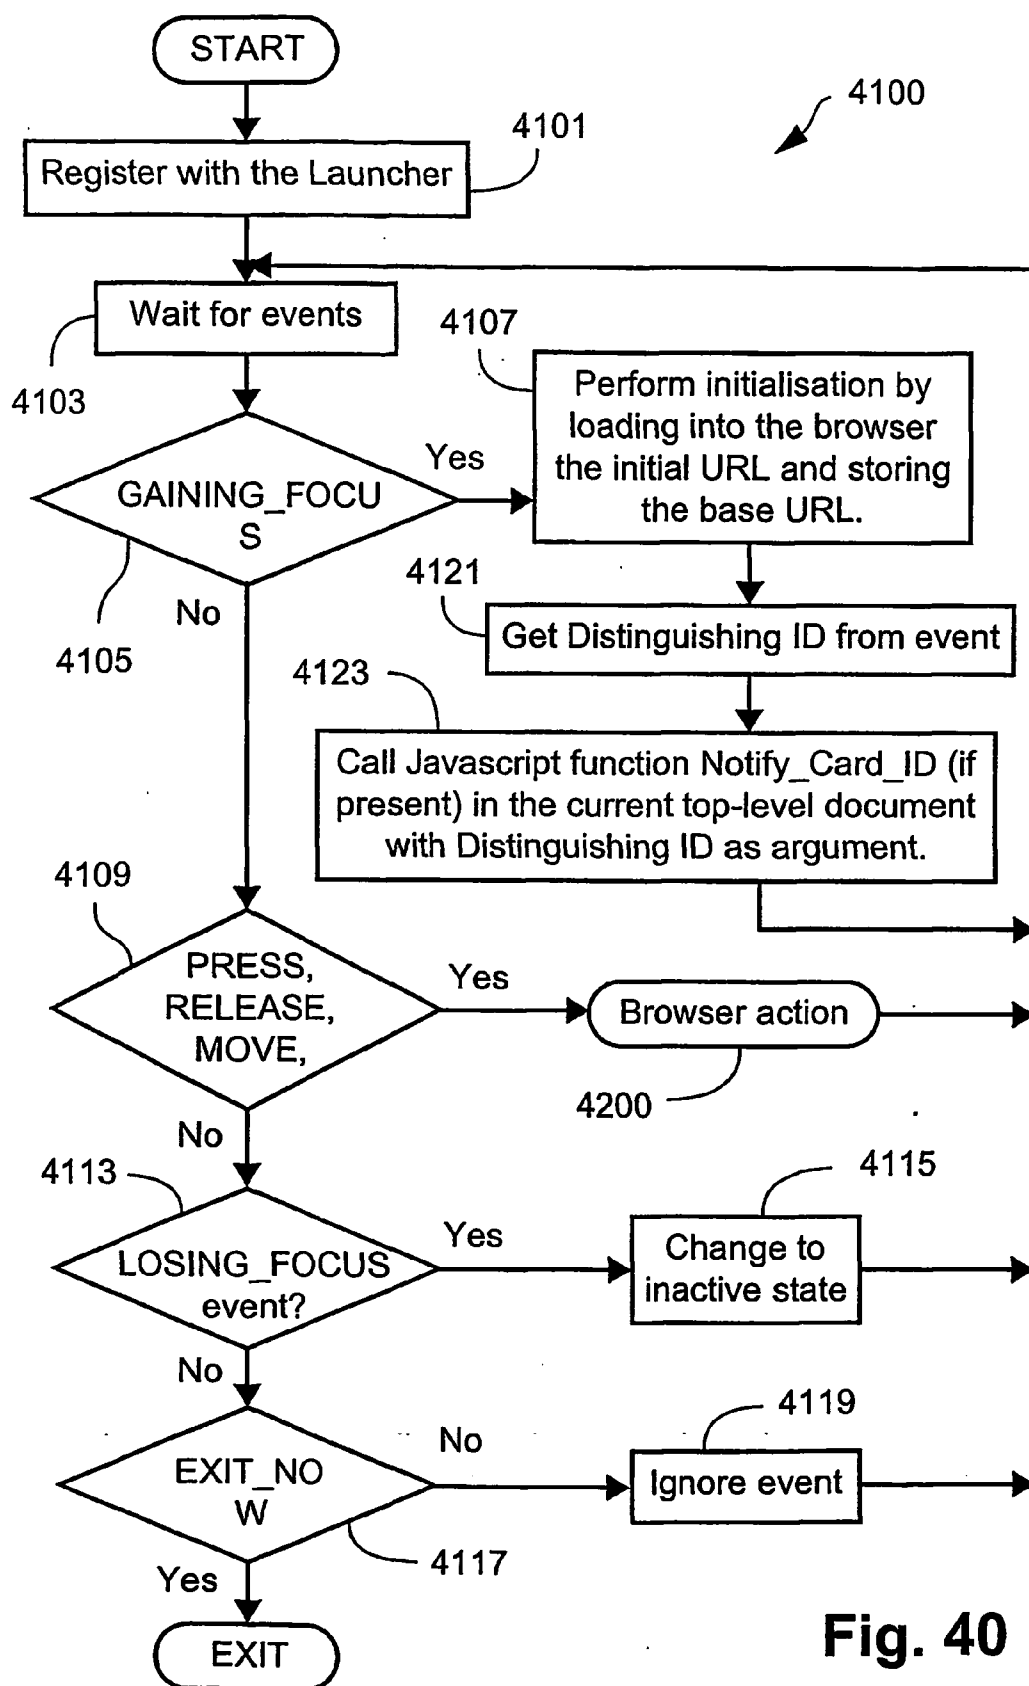 START
4100
4101
Register with the Launcher
Wait for events
4103
4107
Perform initialisation by
loading into the browser
the initial URL and storing
the base URL.
Yes
GAINING_FOCU
S
No
4105
4121
Get Distinguishing ID from event
4123
Call Javascript function Notify_Card_ID (if
present) in the current top-level document
with Distinguishing ID as argument.
4109
PRESS,
RELEASE,
MOVE,
Yes
Browser action
4200
No
4113
LOSING_FOCUS
event?
Yes
4115
Change to
inactive state
No
4119
EXIT_NO
W
No
Ignore event
4117
Yes
EXIT
Fig. 40